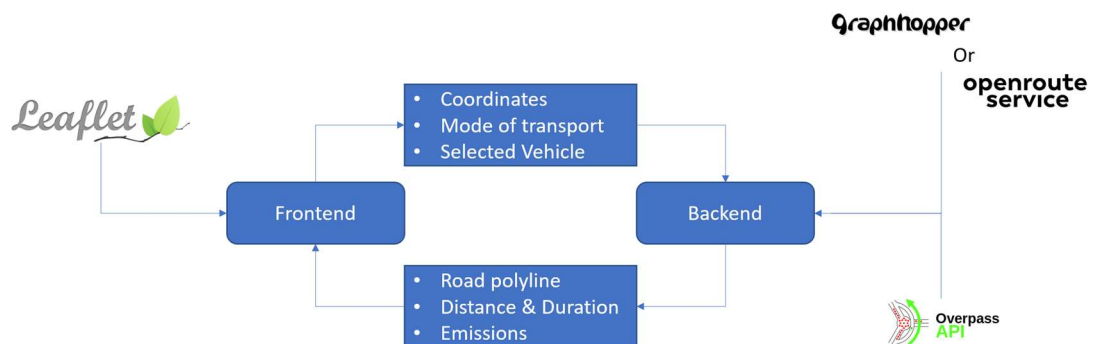 graphhopper
Or
openroute
service
Leaflet
• Coordinates
• Mode of transport
• Selected Vehicle
Frontend
Backend
• Road polyline
• Distance & Duration
• Emissions
Overpass
API